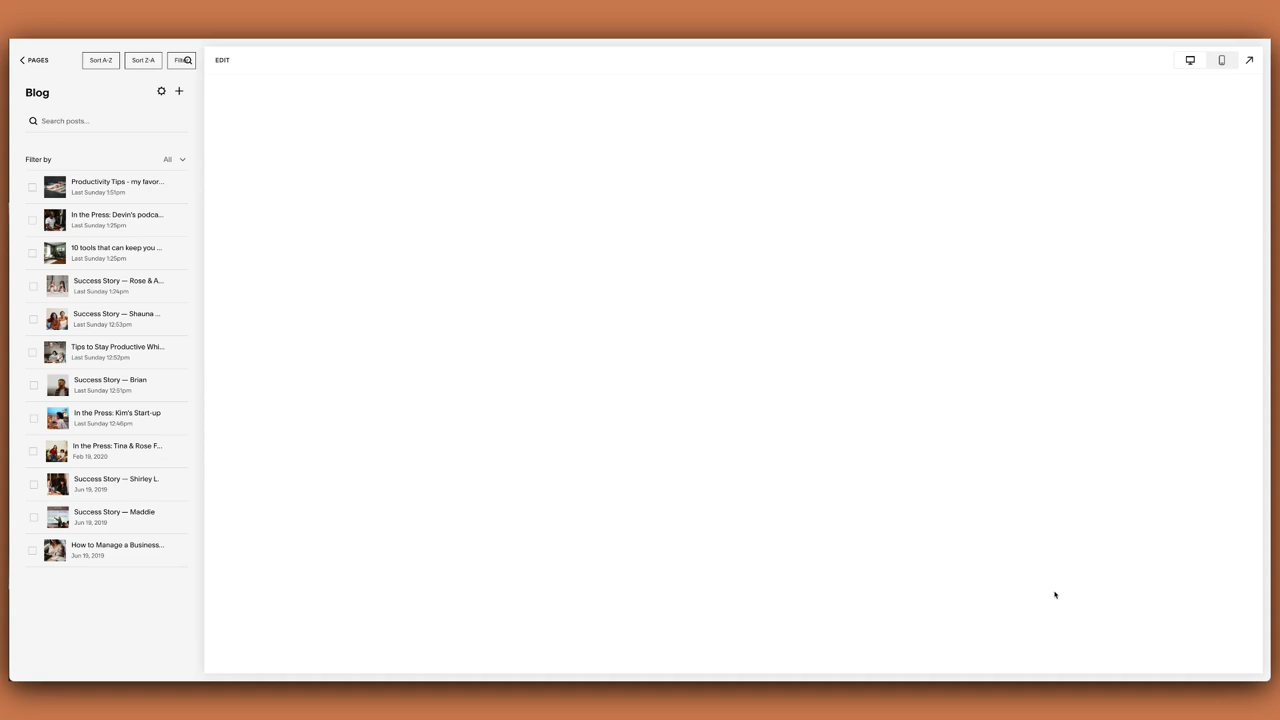 PAGES
Sort A-Z
Sort Z-A
EDIT
Blog
Search posts...
Filter by
All
Productivity Tips - my favor...
Last Sunday 1:51pm
In the Press: Devin's podca...
Last Sunday 1:25pm
10 tools that can keep you ...
Last Sunday 1:25pm
Success Story — Rose & A...
Last Sunday 1:24pm
Success Story — Shauna ...
Last Sunday 12:53pm
Tips to Stay Productive Whi...
Last Sunday 12:52pm
Success Story — Brian
Last Sunday 12:51pm
In the Press: Kim's Start-up
Last Sunday 12:46pm
In the Press: Tina & Rose F...
Feb 19, 2020
Success Story — Shirley L.
Jun 19, 2019
Success Story — Maddie
Jun 19, 2019
How to Manage a Business...
Jun 19, 2019